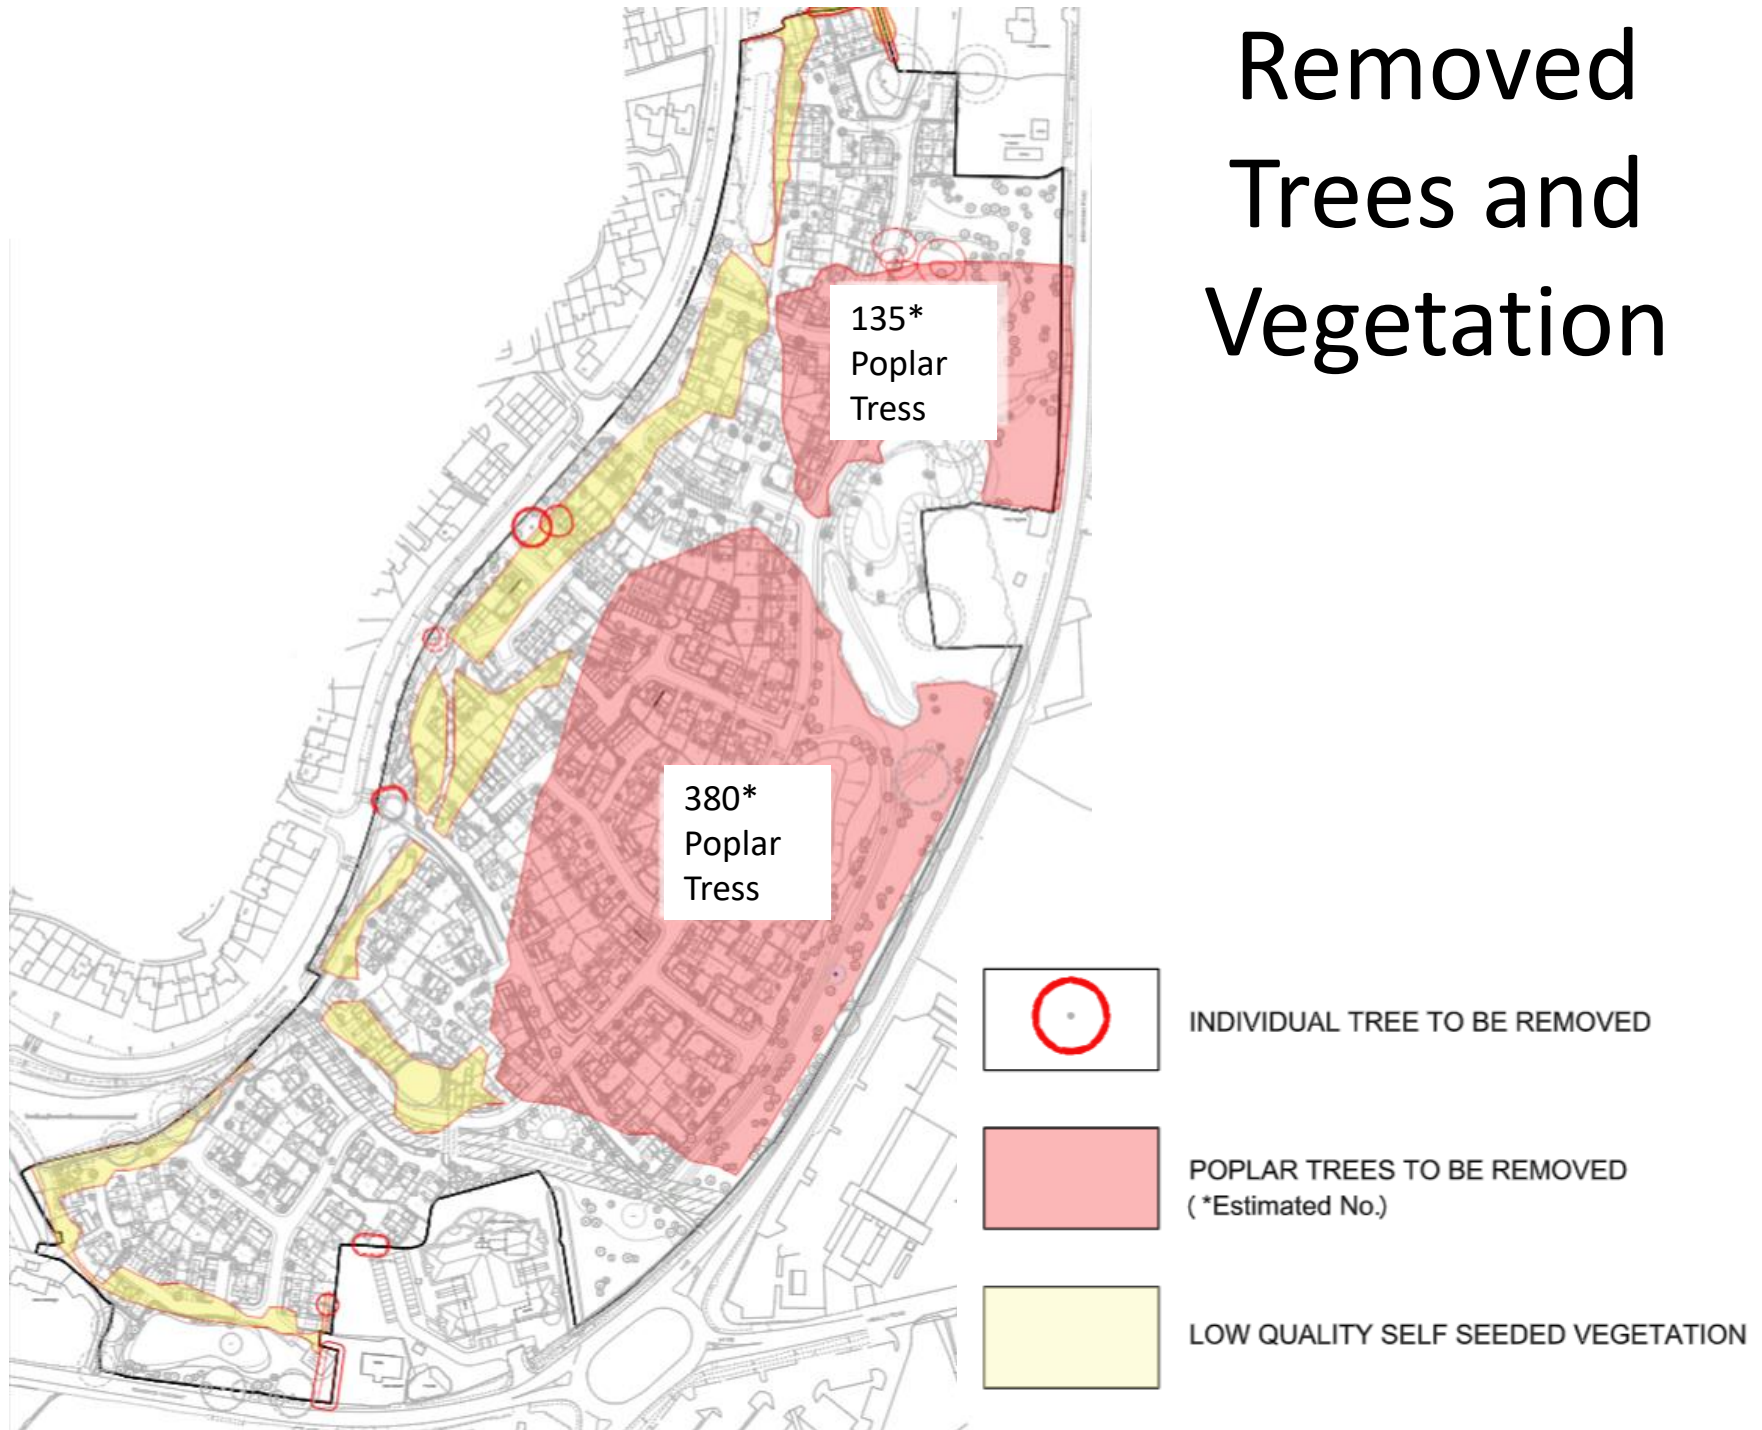 Removed
Trees and
Vegetation
135*
Poplar
Tress
380*
Poplar
Tress
INDIVIDUAL TREE TO BE REMOVED
POPLAR TREES TO BE REMOVED
( *Estimated No.)
LOW QUALITY SELF SEEDED VEGETATION